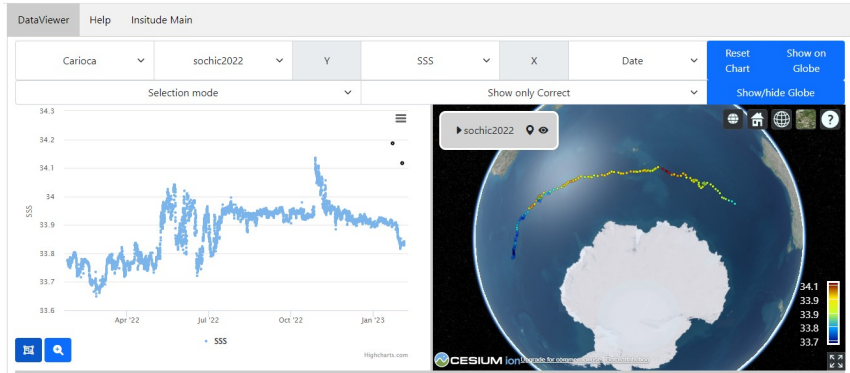 DataViewer Help Insitude Main
Carioca sochic2022 Y SSS X Date Reset Chart Show on Globe
Selection mode Show only Correct Show/hide Globe
34.3
34.2
34.1
34
33.9
33.8
33.7
33.6
SSS
Apr '22 Jul '22 Oct '22 Jan '23
SSS
Highcharts.com
sochic2022
?
34.1
33.9
33.9
33.8
33.7
CESIUM ion